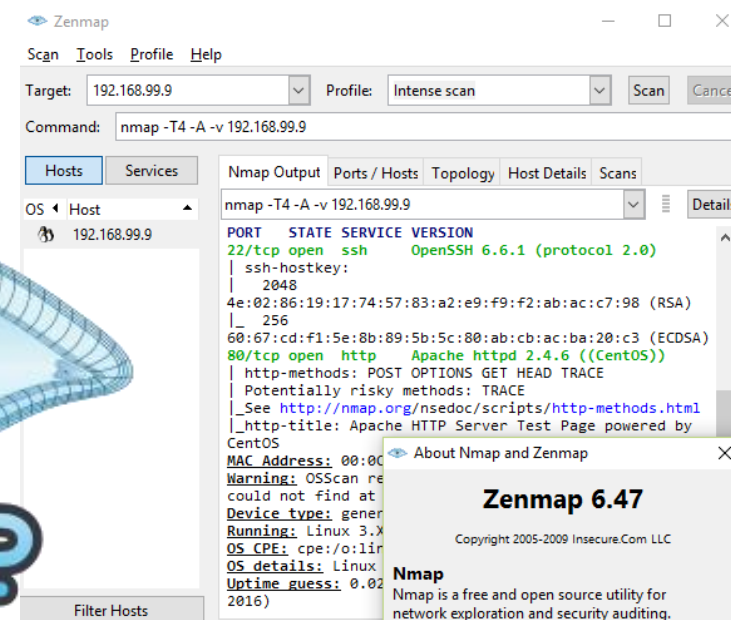 Zenmap
Scan Tools Profile Help
Target: 192.168.99.9 Profile: Intense scan Scan Cance
Command: nmap -T4 -A -v 192.168.99.9
Hosts Services
OS Host
192.168.99.9
Filter Hosts
Nmap Output Ports / Hosts Topology Host Details Scans
nmap -T4 -A -v 192.168.99.9 Detail
PORT STATE SERVICE VERSION
22/tcp open ssh OpenSSH 6.6.1 (protocol 2.0)
| ssh-hostkey:
| 2048
4e:02:86:19:17:74:57:83:a2:e9:f9:f2:ab:ac:c7:98 (RSA)
|_ 256
60:67:cd:f1:5e:8b:89:5b:5c:80:ab:cb:ac:ba:20:c3 (ECDSA)
80/tcp open http Apache httpd 2.4.6 ((CentOS))
| http-methods: POST OPTIONS GET HEAD TRACE
| Potentially risky methods: TRACE
|_See http://nmap.org/nsedoc/scripts/http-methods.html
|_http-title: Apache HTTP Server Test Page powered by
CentOS
MAC Address: 00:0C
Warning: OSScan re
could not find at
Device type: gener
Running: Linux 3.X
OS CPE: cpe:/o:lin
OS details: Linux
Uptime guess: 0.02
2016)
About Nmap and Zenmap
Zenmap 6.47
Copyright 2005-2009 Insecure.Com LLC
Nmap
Nmap is a free and open source utility for
network exploration and security auditing.